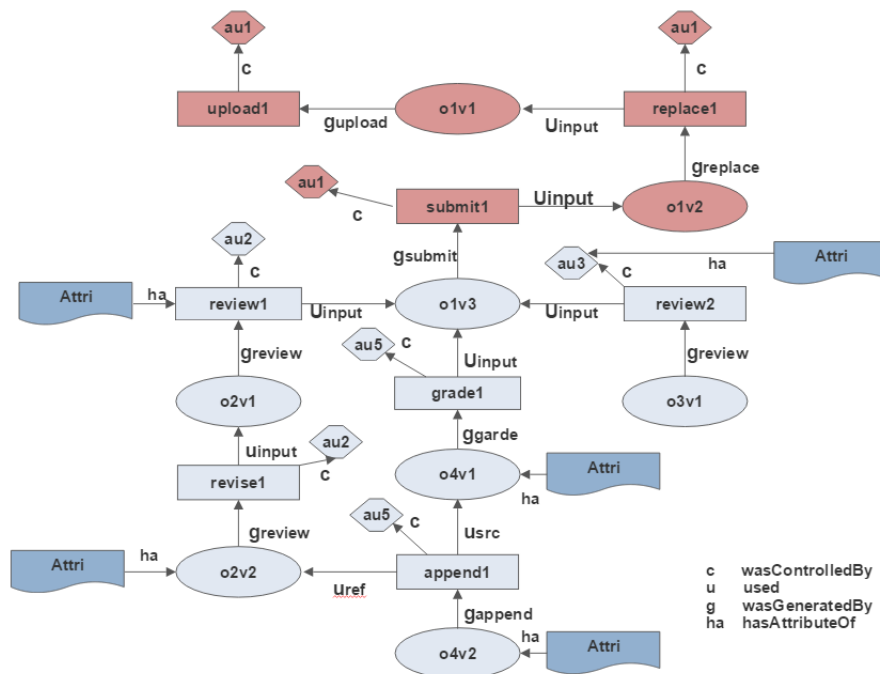 au1
au1
c
c
upload1
o1v1
replace1
gupload
Uinput
greplace
au1
submit1
Uinput
o1v2
c
au2
gsubmit
au3
Attri
c
c
ha
Attri
ha
review1
o1v3
review2
Uinput
Uinput
au5
c
greview
Uinput
greview
o2v1
grade1
o3v1
au2
ggarde
uinput
c
revise1
o4v1
Attri
ha
au5
c
usrc
greview
Attri
ha
o2v2
append1
uref
gappend
ha
o4v2
Attri
c wasControlledBy
u used
g wasGeneratedBy
ha hasAttributeOf